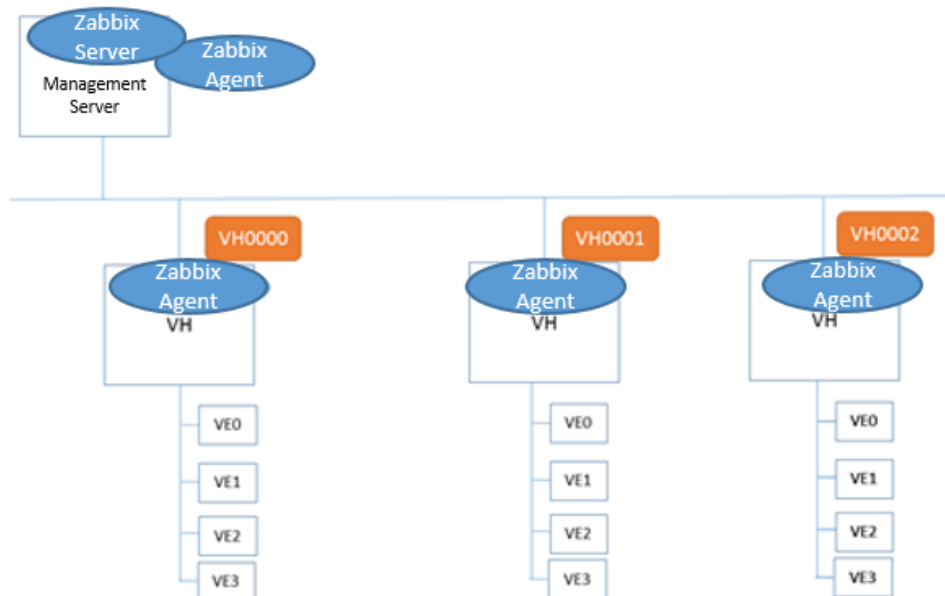 Zabbix
Server
Zabbix
Agent
Management
Server
VH0000
VH0001
VH0002
Zabbix
Agent
VH
Zabbix
Agent
VH
Zabbix
Agent
VH
VE0
VE1
VE2
VE3
VE0
VE1
VE2
VE3
VE0
VE1
VE2
VE3